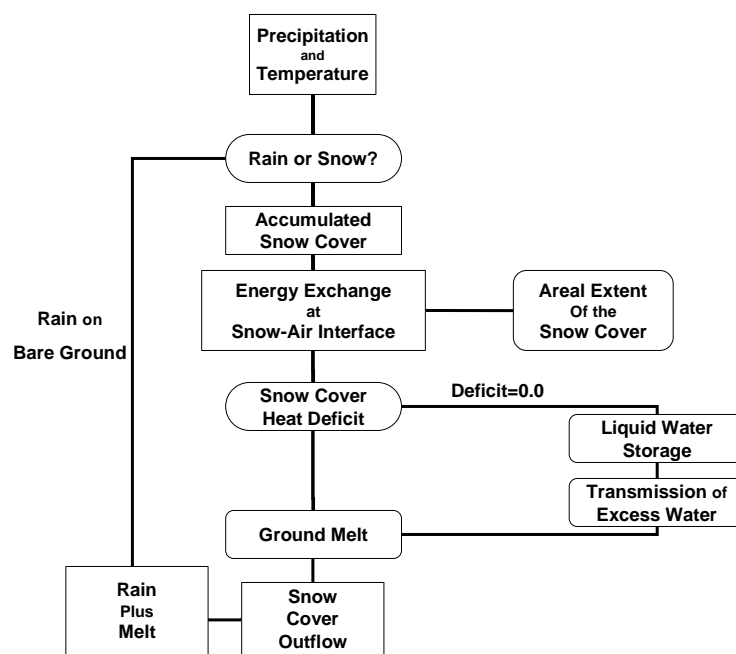 Precipitation
and
Temperature
Rain or Snow?
Accumulated
Snow Cover
Energy Exchange
at
Snow-Air Interface
Areal Extent
Of the
Snow Cover
Rain on
Bare Ground
Snow Cover
Heat Deficit
Deficit=0.0
Liquid Water
Storage
Transmission of
Excess Water
Ground Melt
Rain
Plus
Melt
Snow
Cover
Outflow